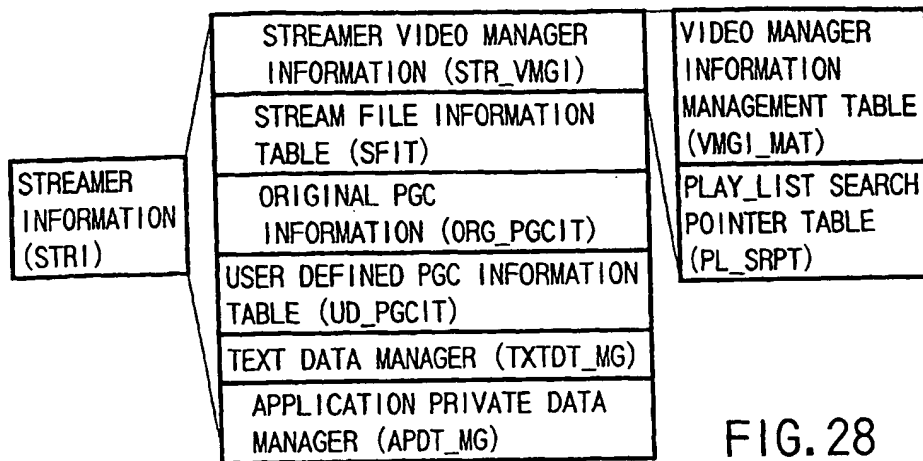 STREAMER
INFORMATION
(STRI)
STREAMER VIDEO MANAGER
INFORMATION (STR_VMGI)
STREAM FILE INFORMATION
TABLE (SFIT)
ORIGINAL PGC
INFORMATION (ORG_PGCIT)
USER DEFINED PGC INFORMATION
TABLE (UD_PGCIT)
TEXT DATA MANAGER (TXTDT_MG)
APPLICATION PRIVATE DATA
MANAGER (APDT_MG)
VIDEO MANAGER
INFORMATION
MANAGEMENT TABLE
(VMGI_MAT)
PLAY_LIST SEARCH
POINTER TABLE
(PL_SRPT)
FIG.28